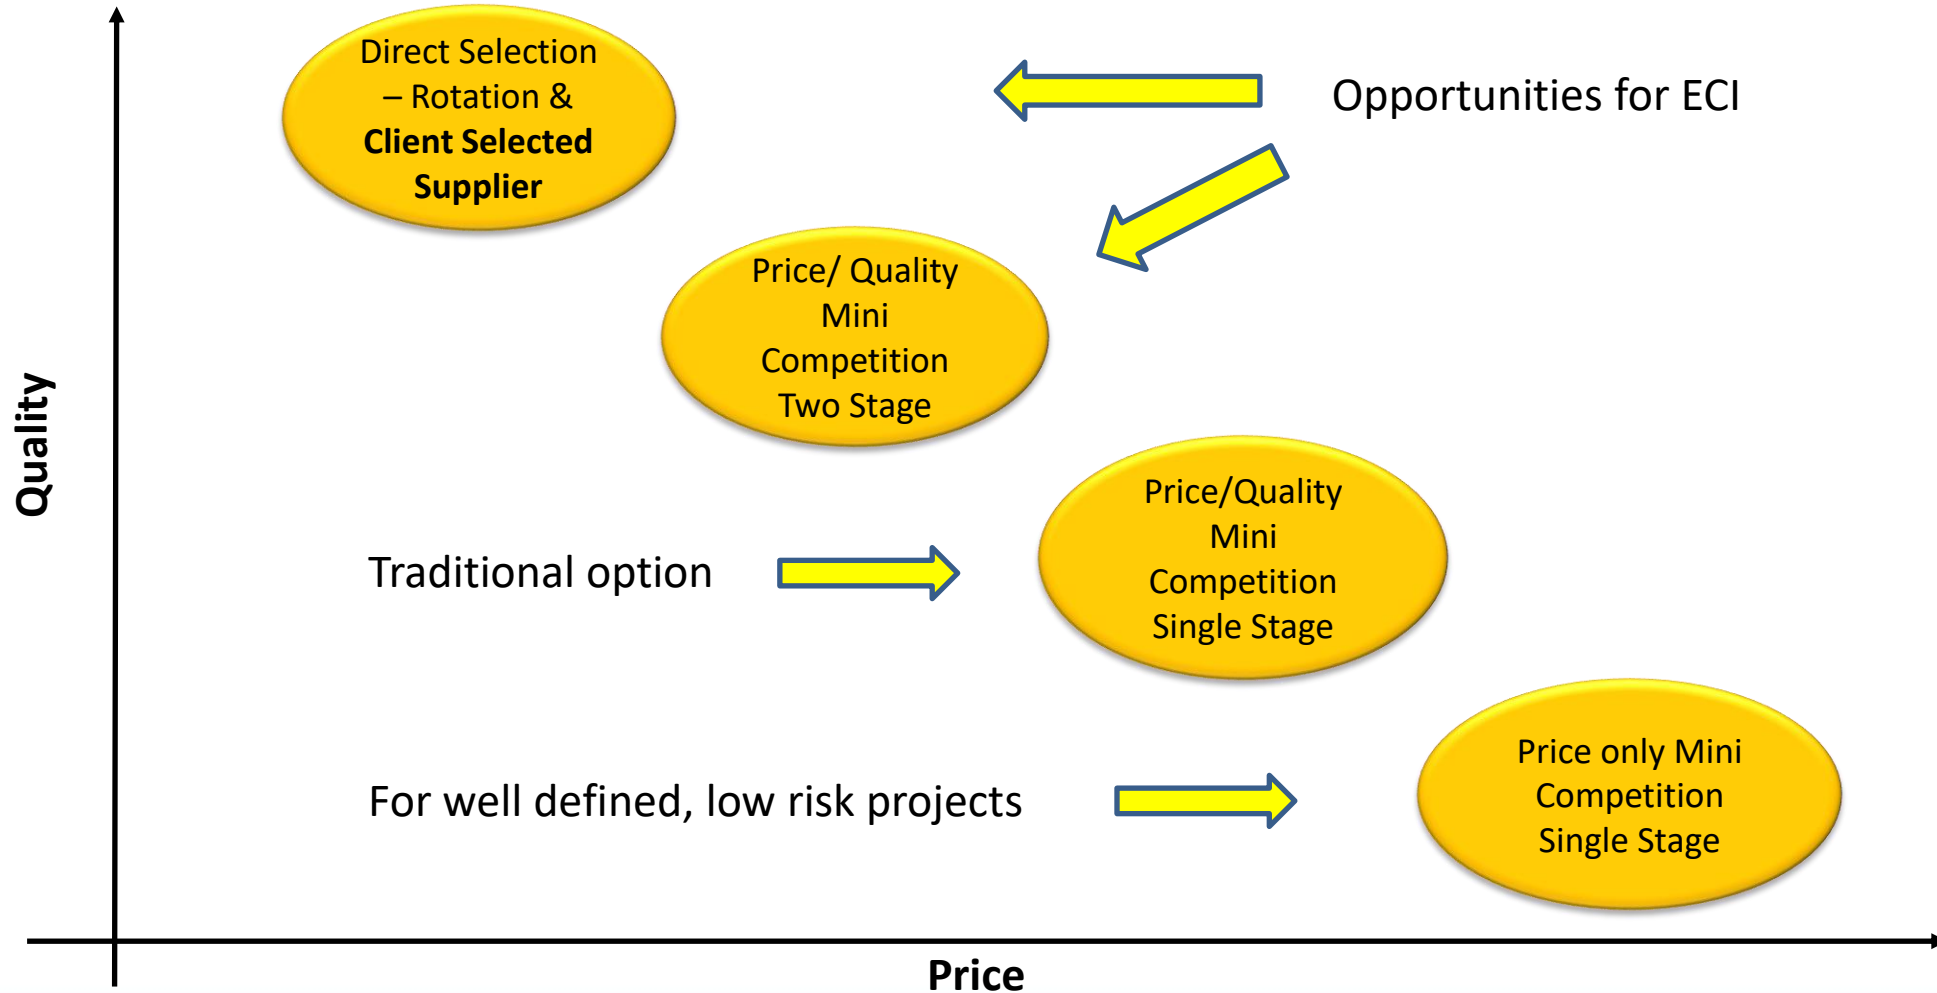 Direct Selection
– Rotation &
Client Selected
Supplier
Opportunities for ECI
Price/ Quality
Mini
Competition
Two Stage
Quality
Traditional option
Price/Quality
Mini
Competition
Single Stage
For well defined, low risk projects
Price only Mini
Competition
Single Stage
Price